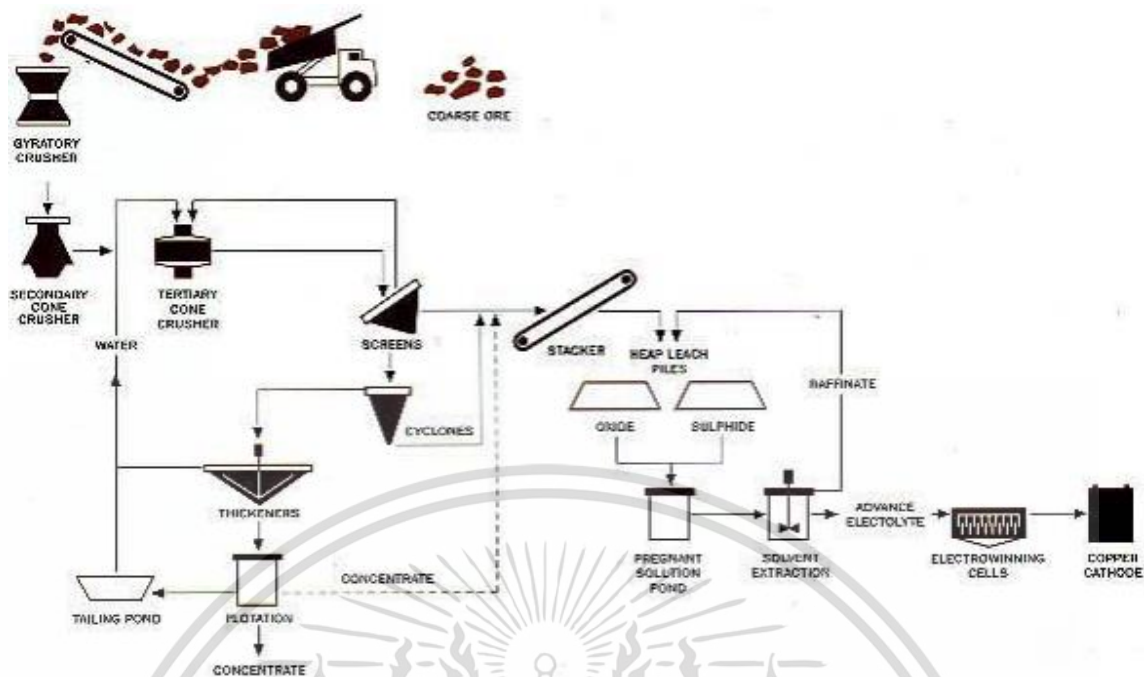 COARSE ORE
GYRATORY
CRUSHER
SECONDARY
CONE
CRUSHER
TERTIARY
CONE
CRUSHER
WATER
SCREENS
STACKER
HEAP LEACH
PILES
RAFFINATE
CYCLONES
OXIDE
SULPHIDE
THICKENERS
PREGNANT
SOLUTION
POND
SOLVENT
EXTRACTION
ADVANCE
ELECTOLYTE
ELECTROWINNING
CELLS
COPPER
CATHODE
CONCENTRATE
TAILING POND
FLOTATION
CONCENTRATE